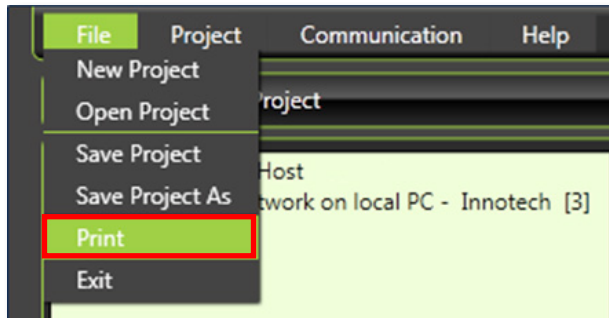 File Project Communication Help
New Project
Open Project
roject
Save Project
Host
Save Project As
twork on local PC - Innotech [3]
Print
Exit